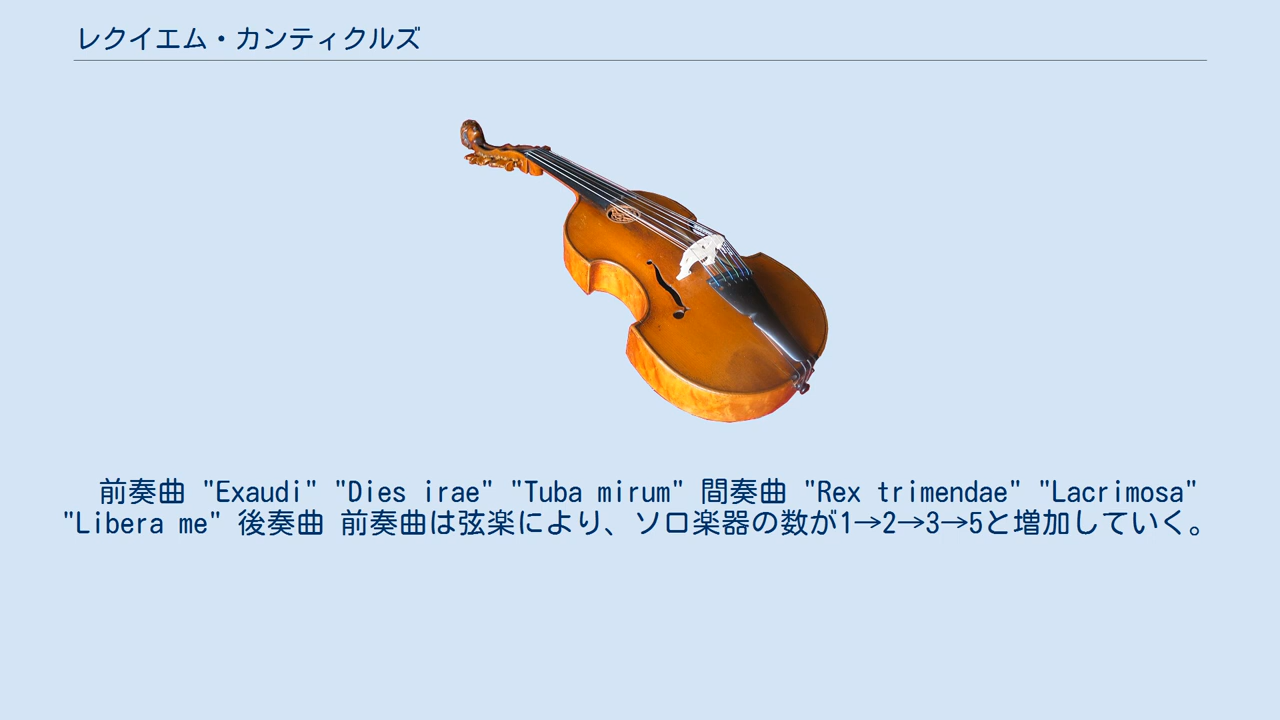 レクイエム・カンティクルズ
前奏曲 "Exaudi" "Dies irae" "Tuba mirum" 間奏曲 "Rex trimendae" "Lacrimosa"
"Libera me" 後奏曲 前奏曲は弦楽により、ソロ楽器の数が1→2→3→5と増加していく。